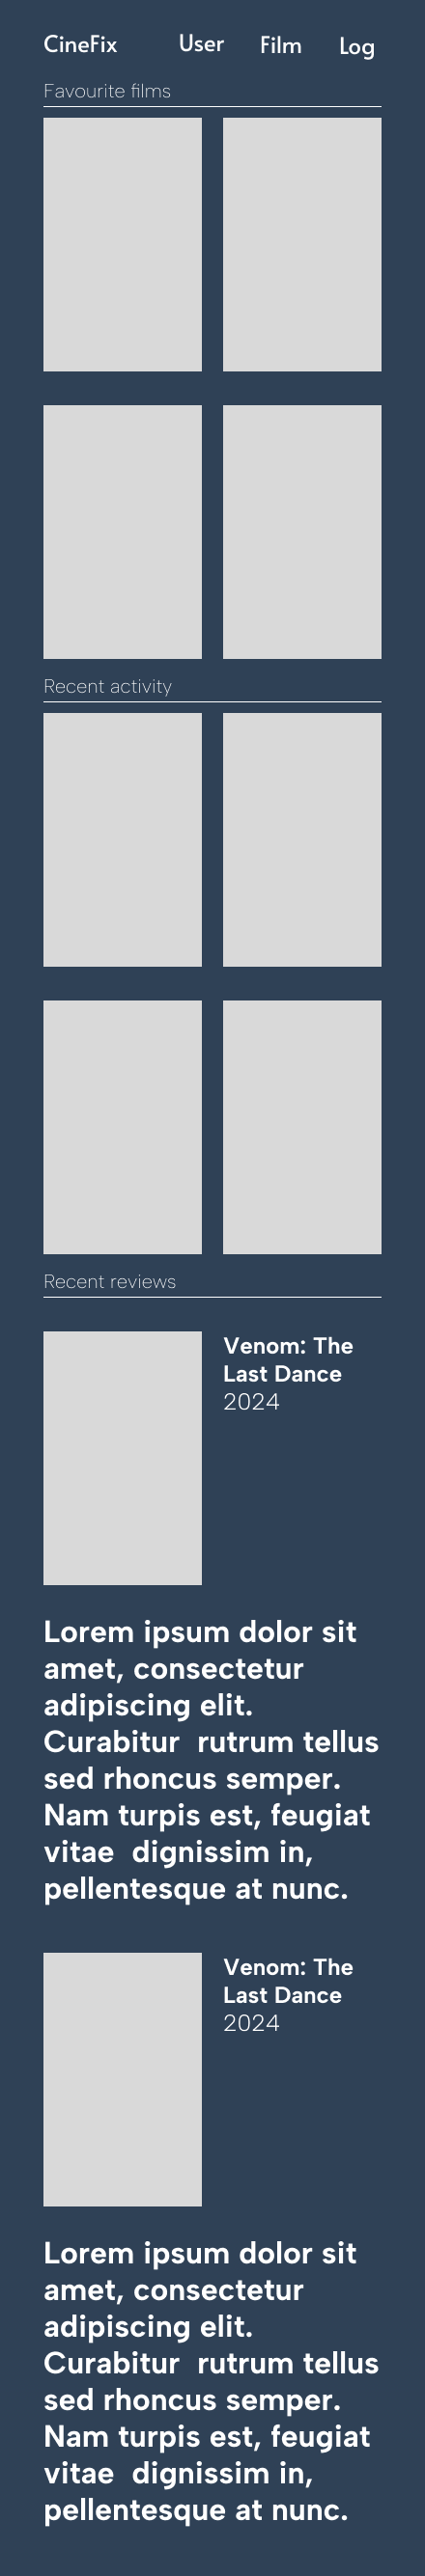 CineFix User Film Log
Favourite films
Recent activity
Recent reviews
Venom: The
Last Dance
2024
Lorem ipsum dolor sit
amet, consectetur
adipiscing elit.
Curabitur  rutrum tellus
sed rhoncus semper.
Nam turpis est, feugiat
vitae  dignissim in,
pellentesque at nunc.
Venom: The
Last Dance
2024
Lorem ipsum dolor sit
amet, consectetur
adipiscing elit.
Curabitur  rutrum tellus
sed rhoncus semper.
Nam turpis est, feugiat
vitae  dignissim in,
pellentesque at nunc.